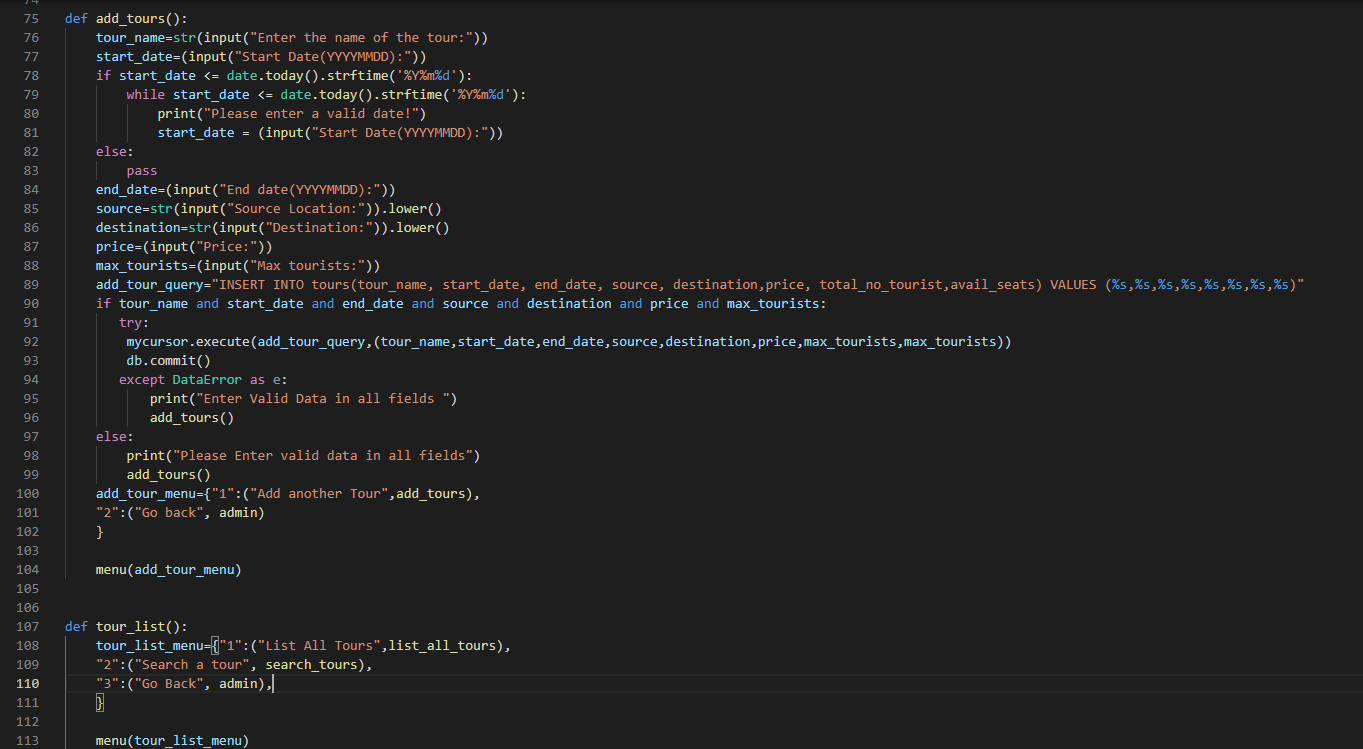 75 def add_tours():
76     tour_name=str(input("Enter the name of the tour:"))
77     start_date=(input("Start Date(YYYYMMDD):"))
78     if start_date <= date.today().strftime('%Y%m%d'):
79         while start_date <= date.today().strftime('%Y%m%d'):
80             print("Please enter a valid date!")
81             start_date = (input("Start Date(YYYYMMDD):"))
82     else:
83         pass
84     end_date=(input("End date(YYYYMMDD):"))
85     source=str(input("Source Location:")).lower()
86     destination=str(input("Destination:")).lower()
87     price=(input("Price:"))
88     max_tourists=(input("Max tourists:"))
89     add_tour_query="INSERT INTO tours(tour_name, start_date, end_date, source, destination,price, total_no_tourist,avail_seats) VALUES (%s,%s,%s,%s,%s,%s,%s,%s)"
90     if tour_name and start_date and end_date and source and destination and price and max_tourists:
91        try:
92         mycursor.execute(add_tour_query,(tour_name,start_date,end_date,source,destination,price,max_tourists,max_tourists))
93         db.commit()
94        except DataError as e:
95            print("Enter Valid Data in all fields ")
96            add_tours()
97     else:
98         print("Please Enter valid data in all fields")
99         add_tours()
100     add_tour_menu={"1":("Add another Tour",add_tours),
101     "2":("Go back", admin)
102     }
103
104     menu(add_tour_menu)
105
106
107 def tour_list():
108     tour_list_menu={"1":("List All Tours",list_all_tours),
109     "2":("Search a tour", search_tours),
110     "3":("Go Back", admin),
111     }
112
113     menu(tour_list_menu)